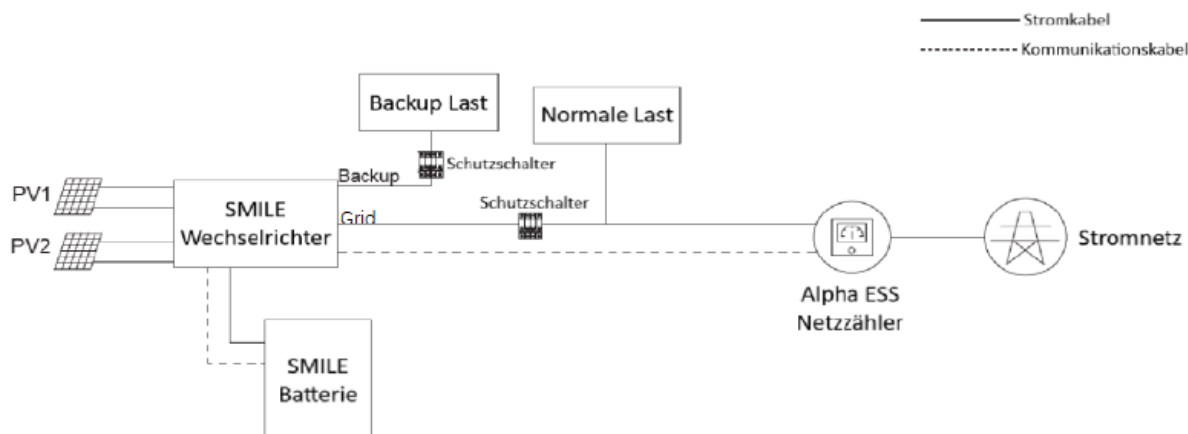 Stromkabel
Kommunikationskabel
Backup Last
Normale Last
Schutzschalter
Backup
PV1
SMILE
Wechselrichter
Schutzschalter
Grid
PV2
Stromnetz
Alpha ESS
Netzzähler
SMILE
Batterie